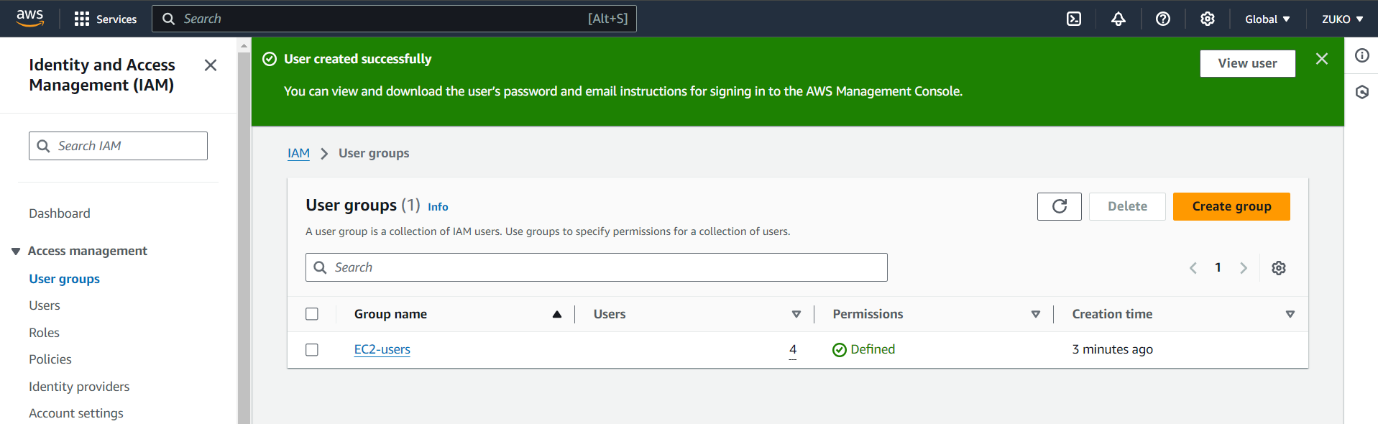 aws Services Search [Alt+S] Global ZUKO
Identity and Access
Management (IAM)
Search IAM
Dashboard
Access management
User groups
Users
Roles
Policies
Identity providers
Account settings
User created successfully
View user
You can view and download the user's password and email instructions for signing in to the AWS Management Console.
IAM > User groups
User groups (1) Info
Delete Create group
A user group is a collection of IAM users. Use groups to specify permissions for a collection of users.
Search
1
Group name Users Permissions Creation time
EC2-users 4 Defined 3 minutes ago